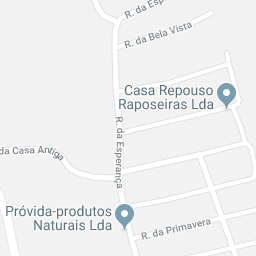 R. da Esperança
R. da Bela Vista
Casa Repouso
Raposeiras Lda
R. da Esperança
da Casa Antiga
Próvida-produtos
Naturais Lda
R. da Primavera